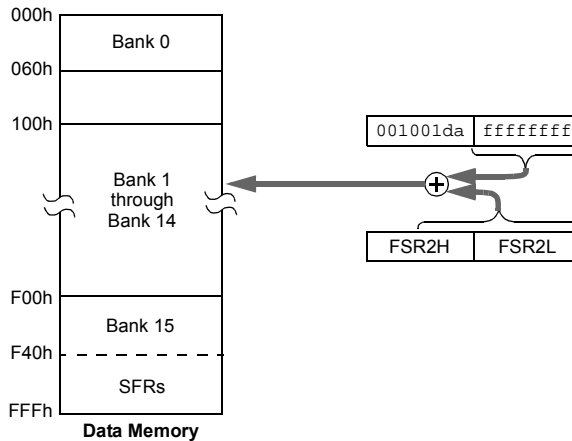 000h
Bank 0
060h
100h
001001da ffffffff
Bank 1
through
Bank 14
FSR2H FSR2L
F00h
Bank 15
F40h
SFRs
FFFh
Data Memory